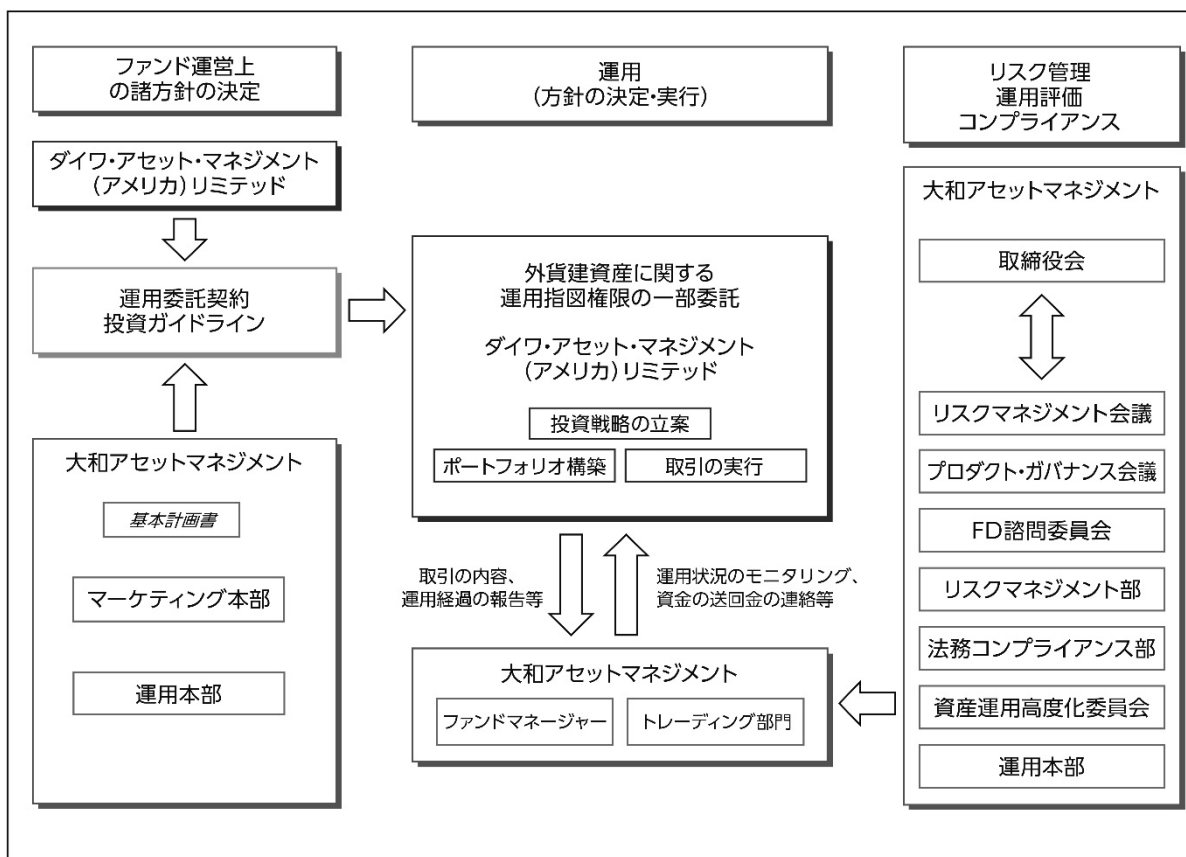 ファンド運営上
の諸方針の決定
ダイワ・アセット・マネジメント
(アメリカ)リミテッド
運用委託契約
投資ガイドライン
大和アセットマネジメント
基本計画書
マーケティング本部
運用本部
運用
(方針の決定・実行)
外貨建資産に関する
運用指図権限の一部委託
ダイワ・アセット・マネジメント
(アメリカ)リミテッド
投資戦略の立案
ポートフォリオ構築
取引の実行
取引の内容、
運用経過の報告等
運用状況のモニタリング、
資金の送回金の連絡等
大和アセットマネジメント
ファンドマネージャー
トレーディング部門
リスク管理
運用評価
コンプライアンス
大和アセットマネジメント
取締役会
リスクマネジメント会議
プロダクト・ガバナンス会議
FD諮問委員会
リスクマネジメント部
法務コンプライアンス部
資産運用高度化委員会
運用本部